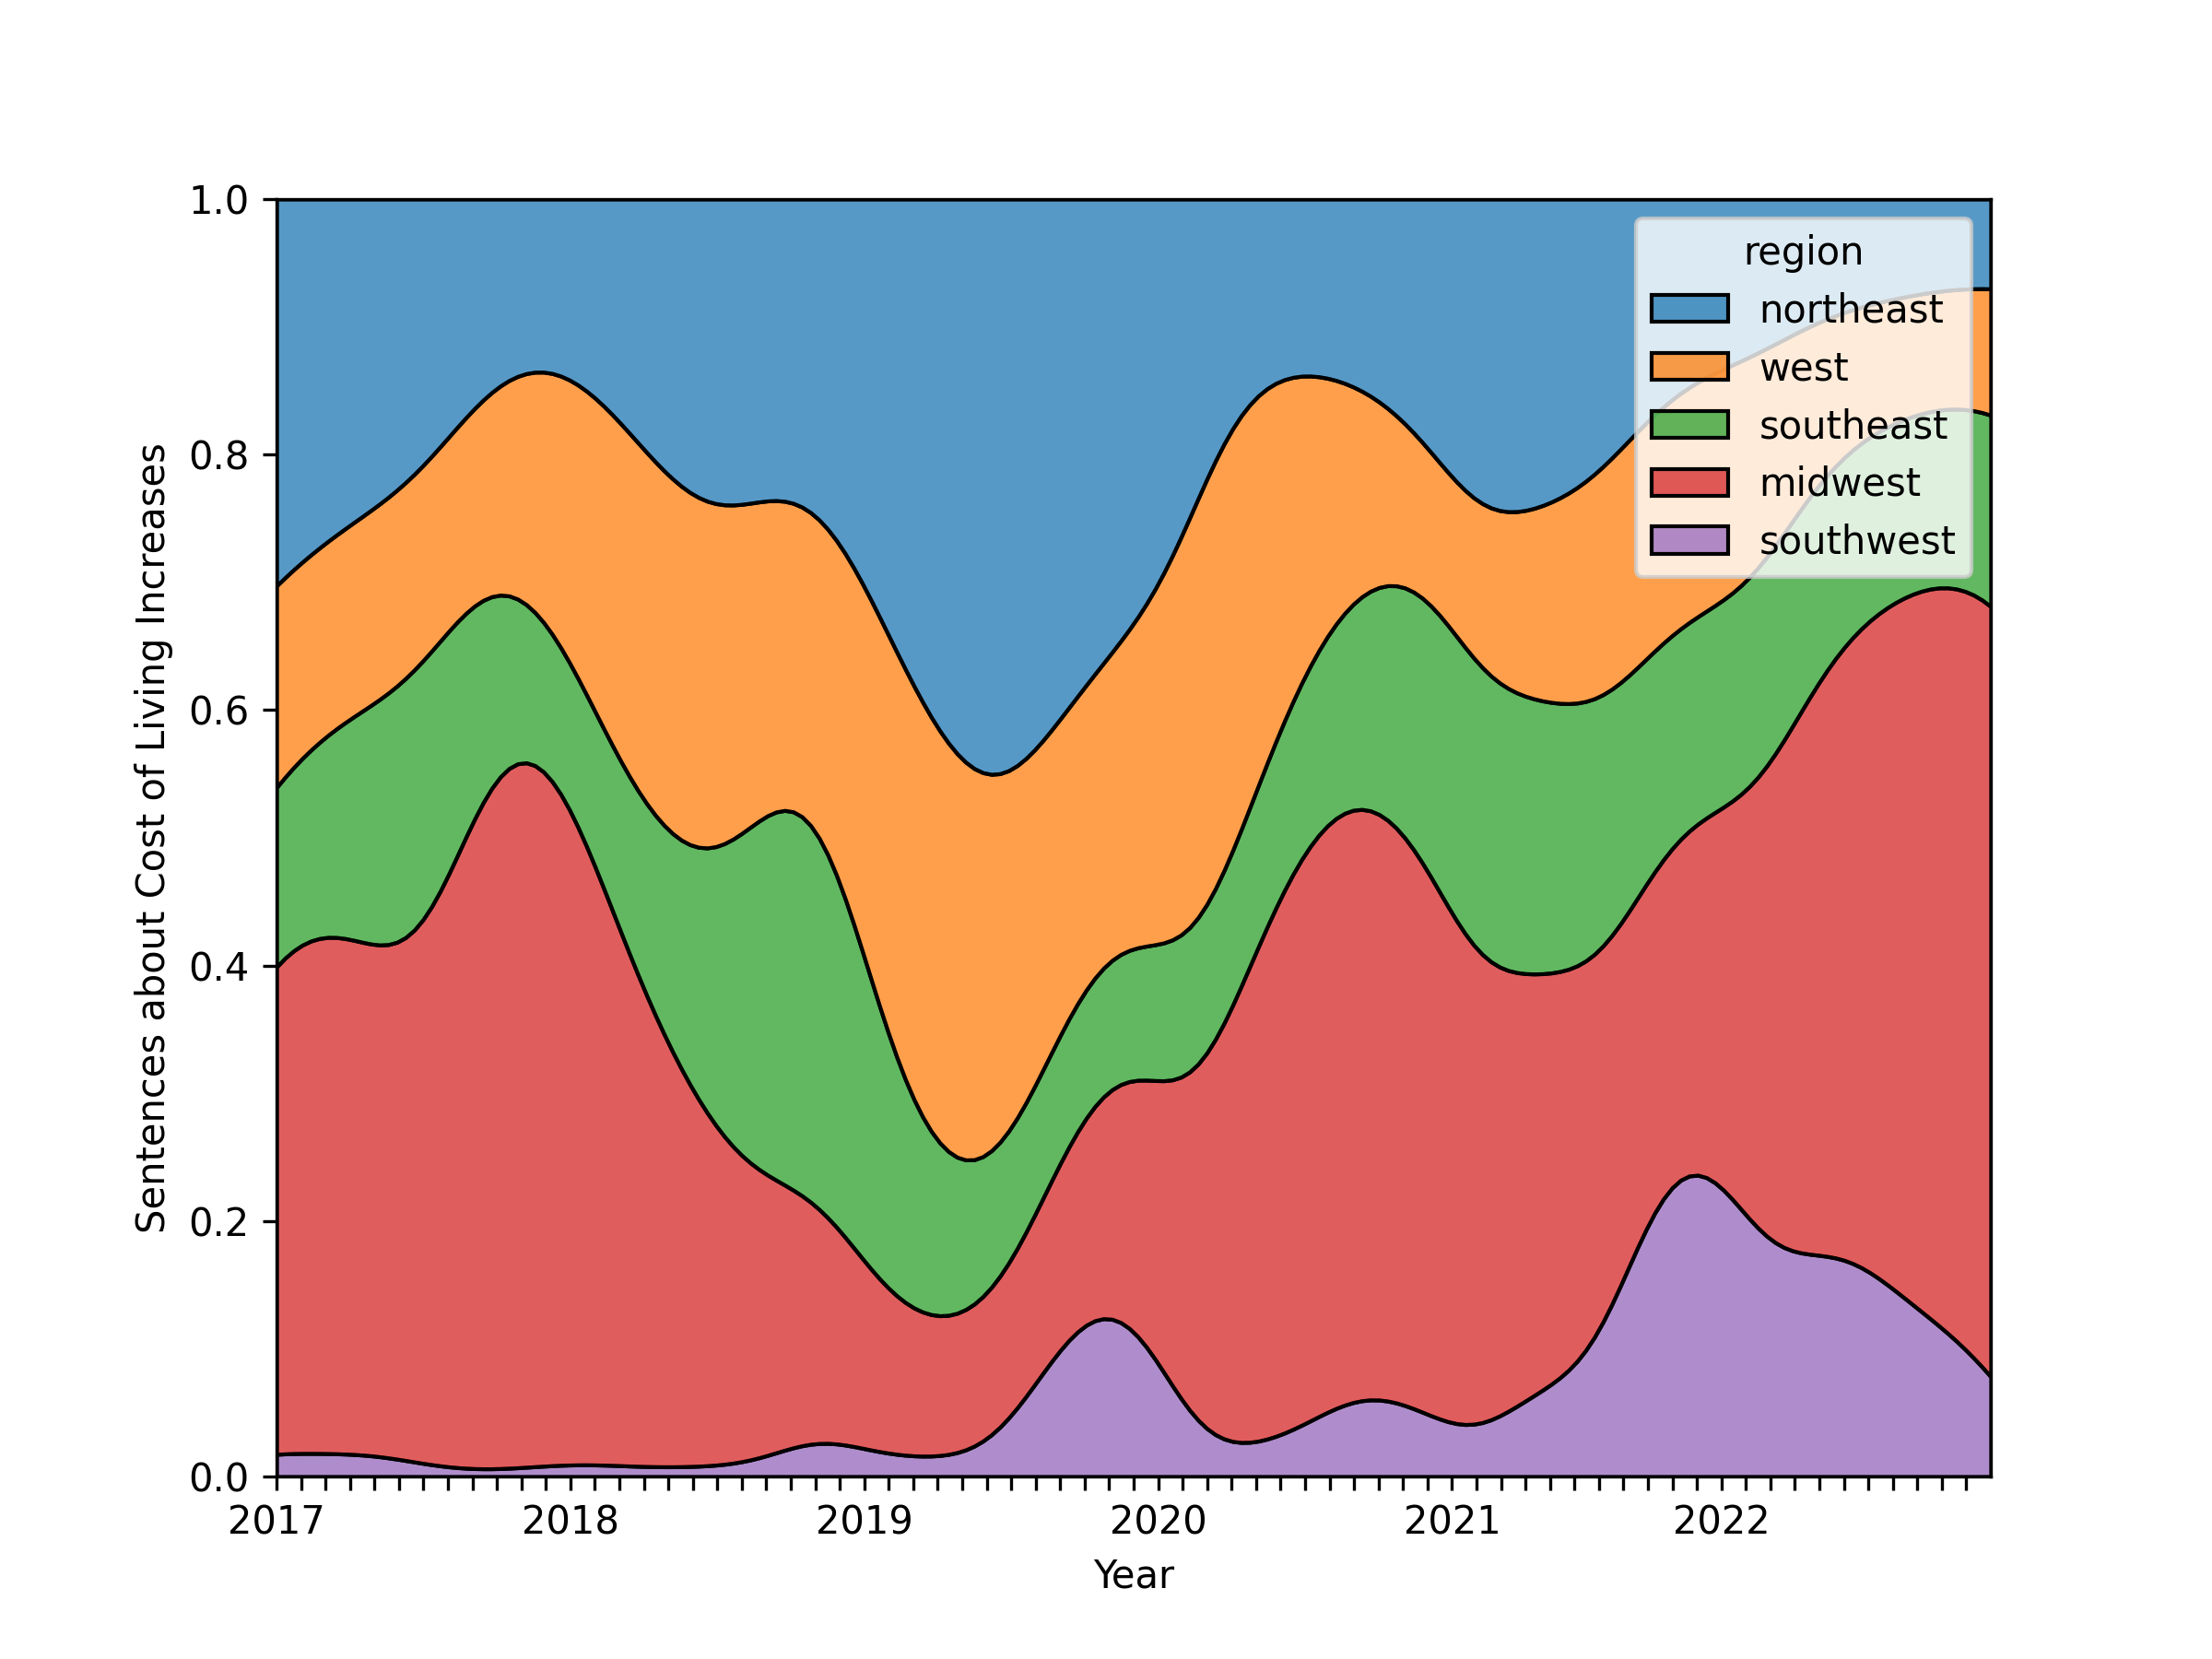 Sentences about Cost of Living Increases
1.0
0.8
0.6
0.4
0.2
0.0
region
northeast
west
southeast
midwest
southwest
2017 2018 2019 2020 2021 2022
Year